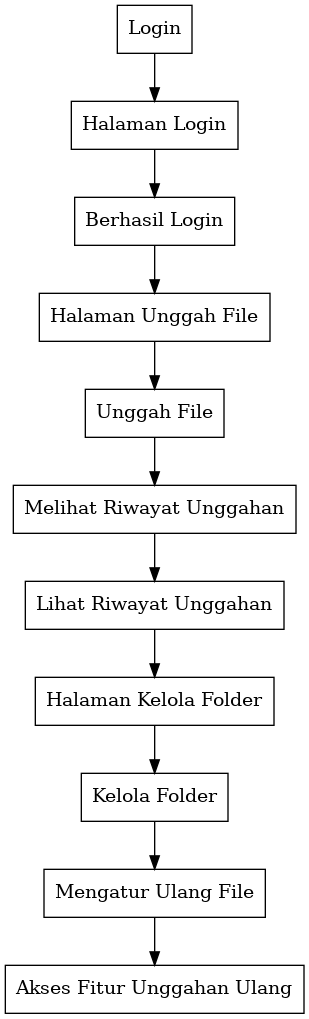 Login
Halaman Login
Berhasil Login
Halaman Unggah File
Unggah File
Melihat Riwayat Unggahan
Lihat Riwayat Unggahan
Halaman Kelola Folder
Kelola Folder
Mengatur Ulang File
Akses Fitur Unggahan Ulang